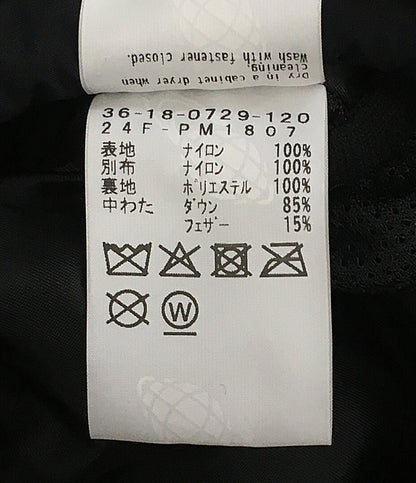 Dry in a cabinet dryer when
cleaning.
Wash with fastener closed.
36-18-0729-120
24F-PM1807
表地 ナイロン 100%
別布 ナイロン 100%
裏地 ポリエステル 100%
中わた ダウン 85%
フェザー 15%
W